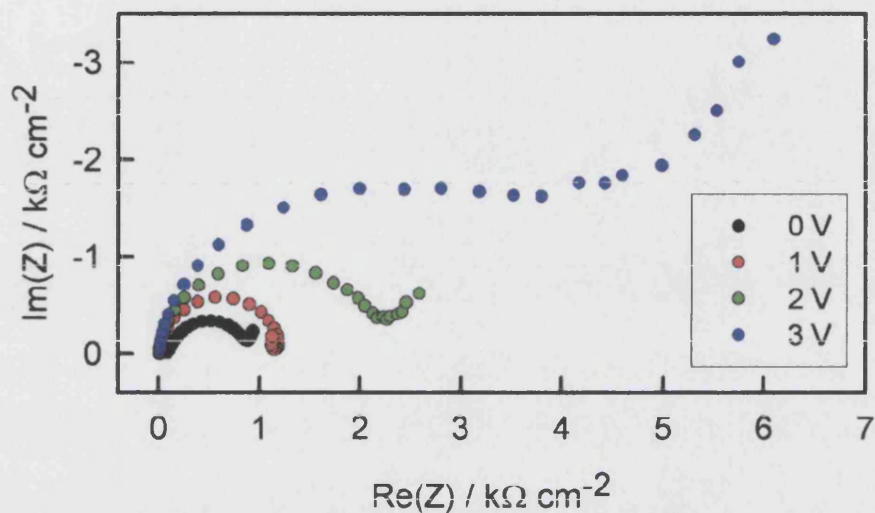 Im(Z) / kΩ cm-2
-3
-2
-1
0
0 1 2 3 4 5 6 7
Re(Z) / kΩ cm-2
0 V
1 V
2 V
3 V